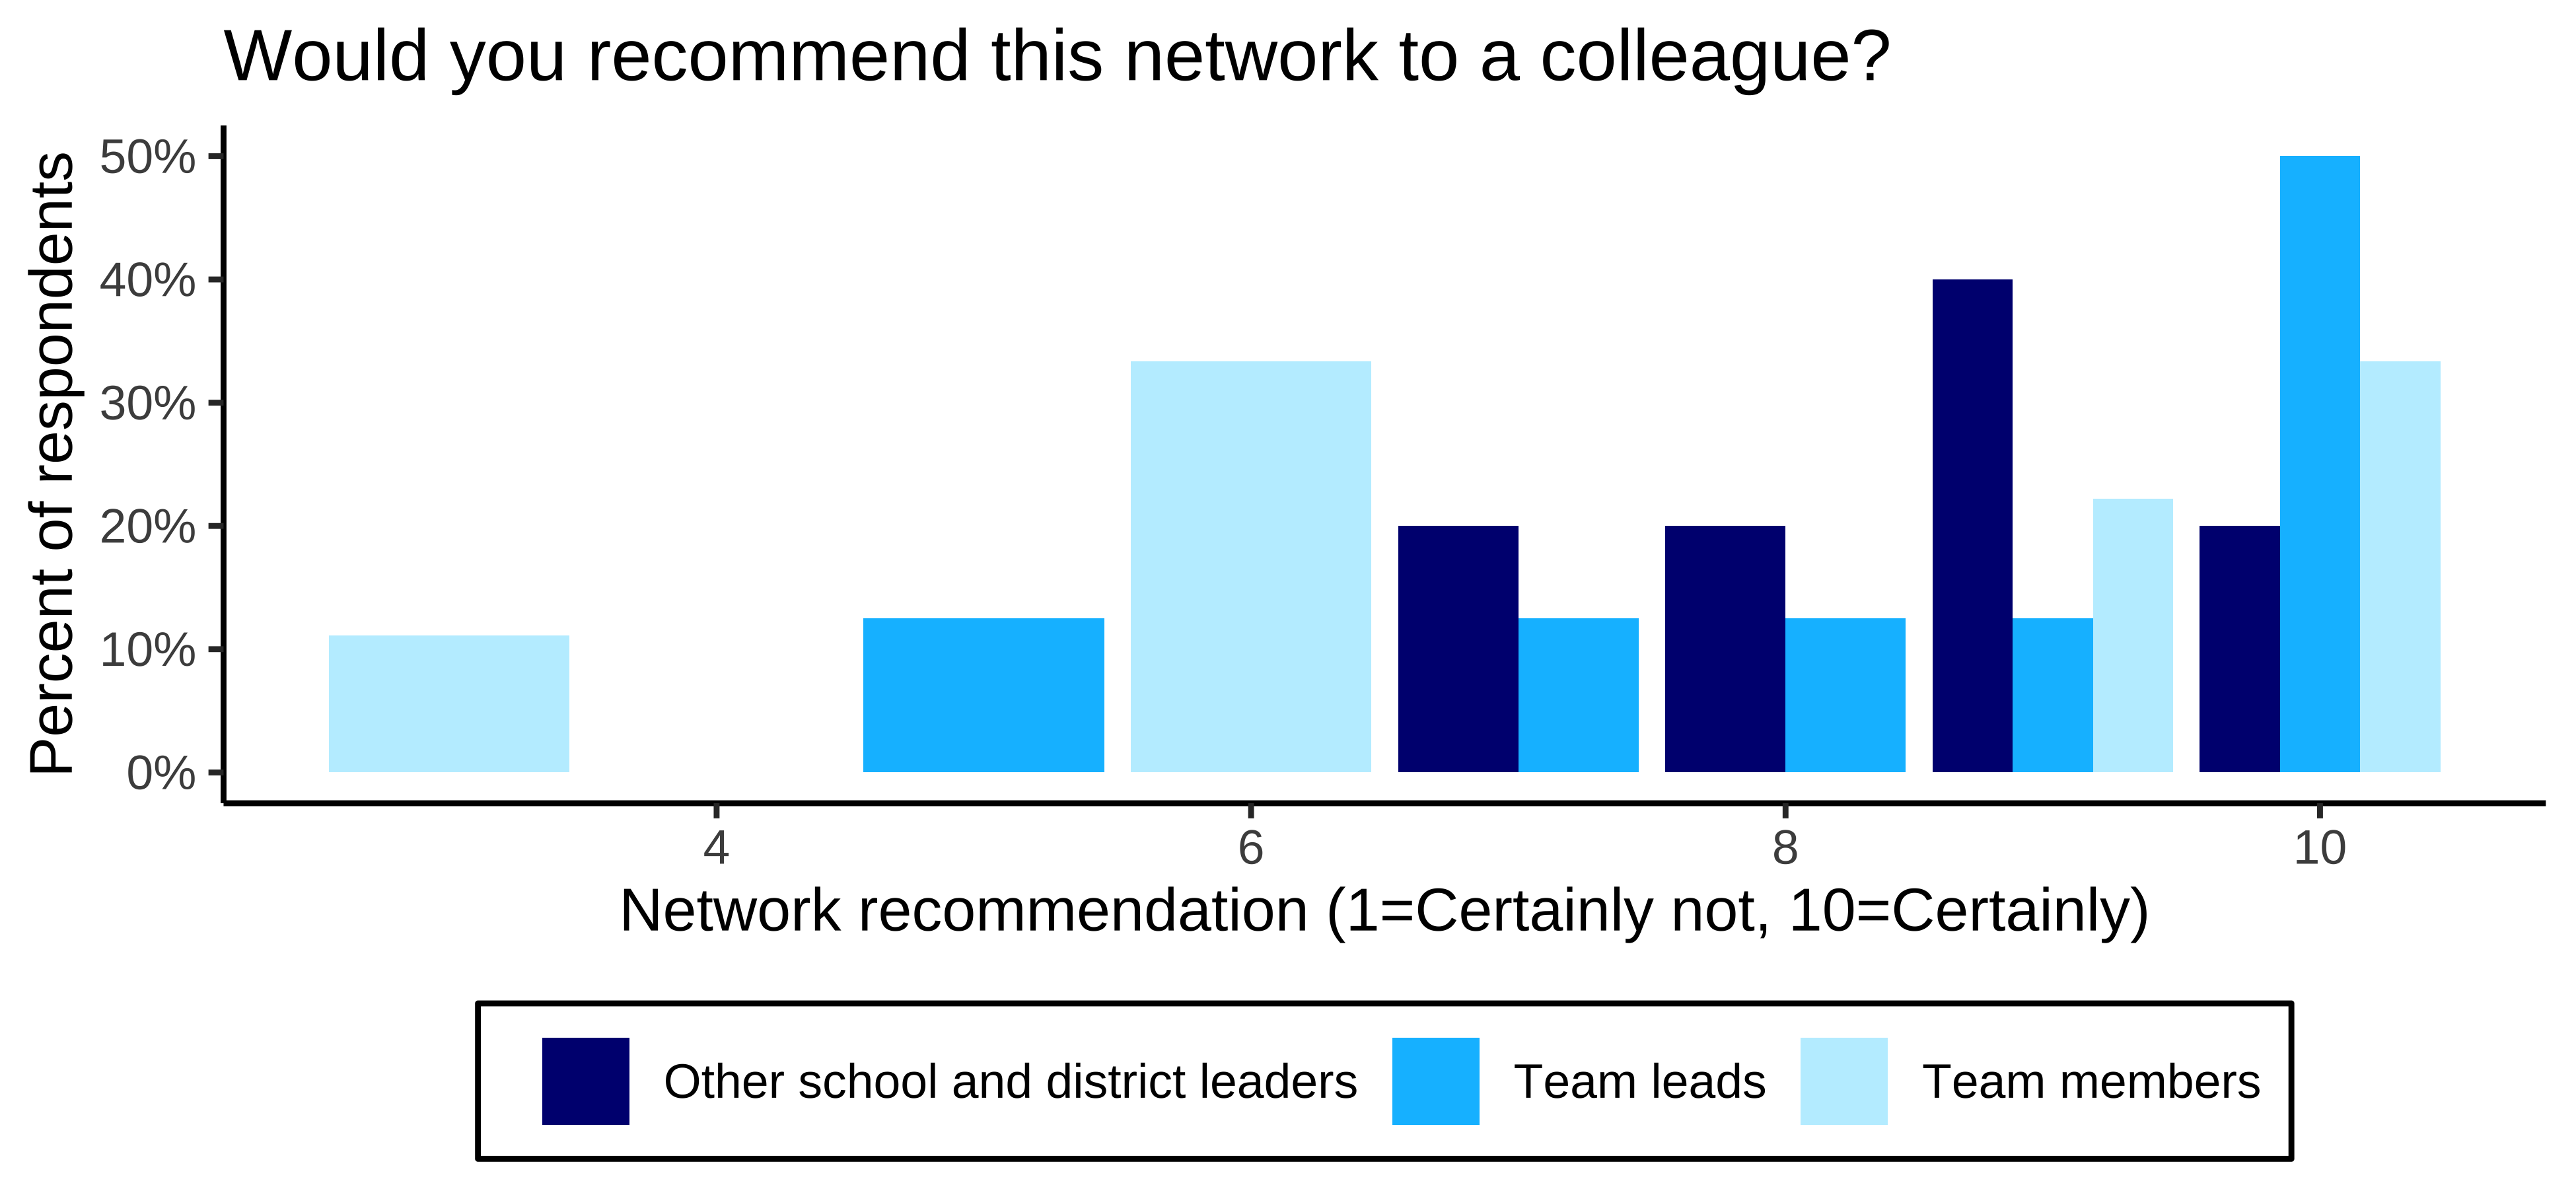 Would you recommend this network to a colleague?
Percent of respondents
50%
40%
30%
20%
10%
0%
4 6 8 10
Network recommendation (1=Certainly not, 10=Certainly)
Other school and district leaders Team leads Team members